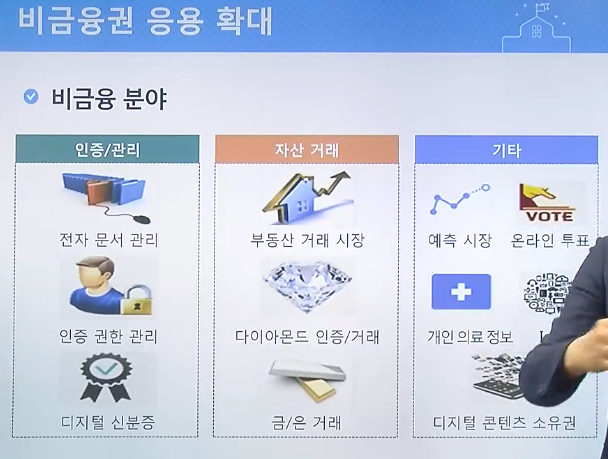 비금융권 응용 확대
비금융 분야
인증/관리
전자 문서 관리
인증 권한 관리
디지털 신분증
자산 거래
부동산 거래 시장
다이아몬드 인증/거래
금/은 거래
기타
예측 시장
VOTE
온라인 투표
개인의료정보
디지털 콘텐츠 소유권